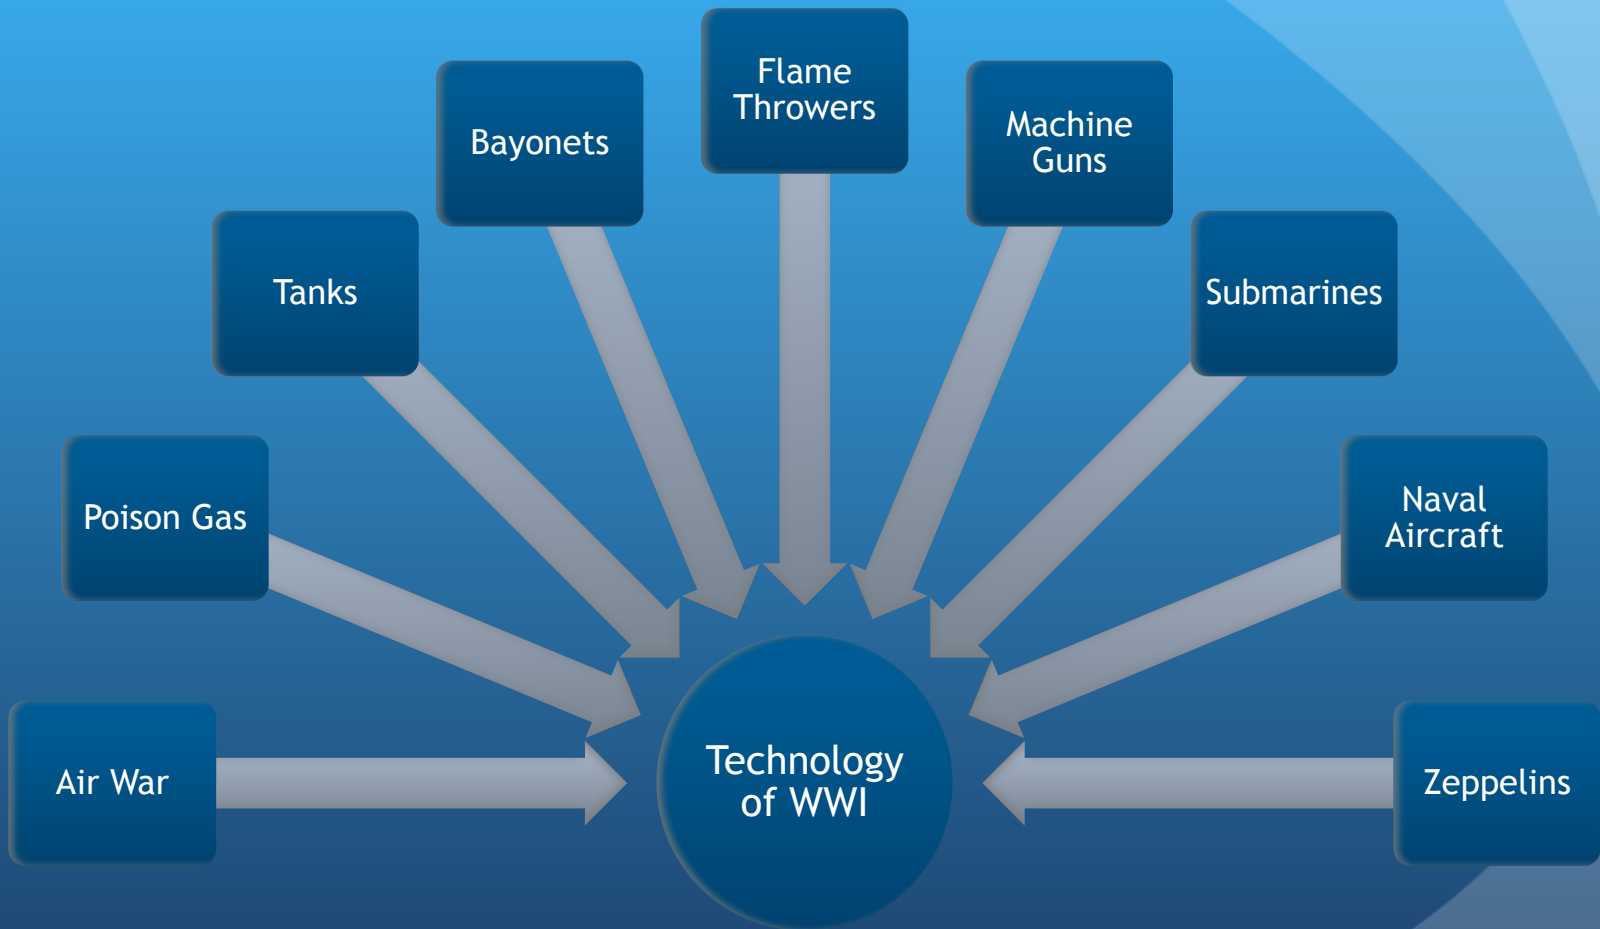 Flame
Throwers
Bayonets
Machine
Guns
Tanks
Submarines
Poison Gas
Naval
Aircraft
Air War
Technology
of WWI
Zeppelins